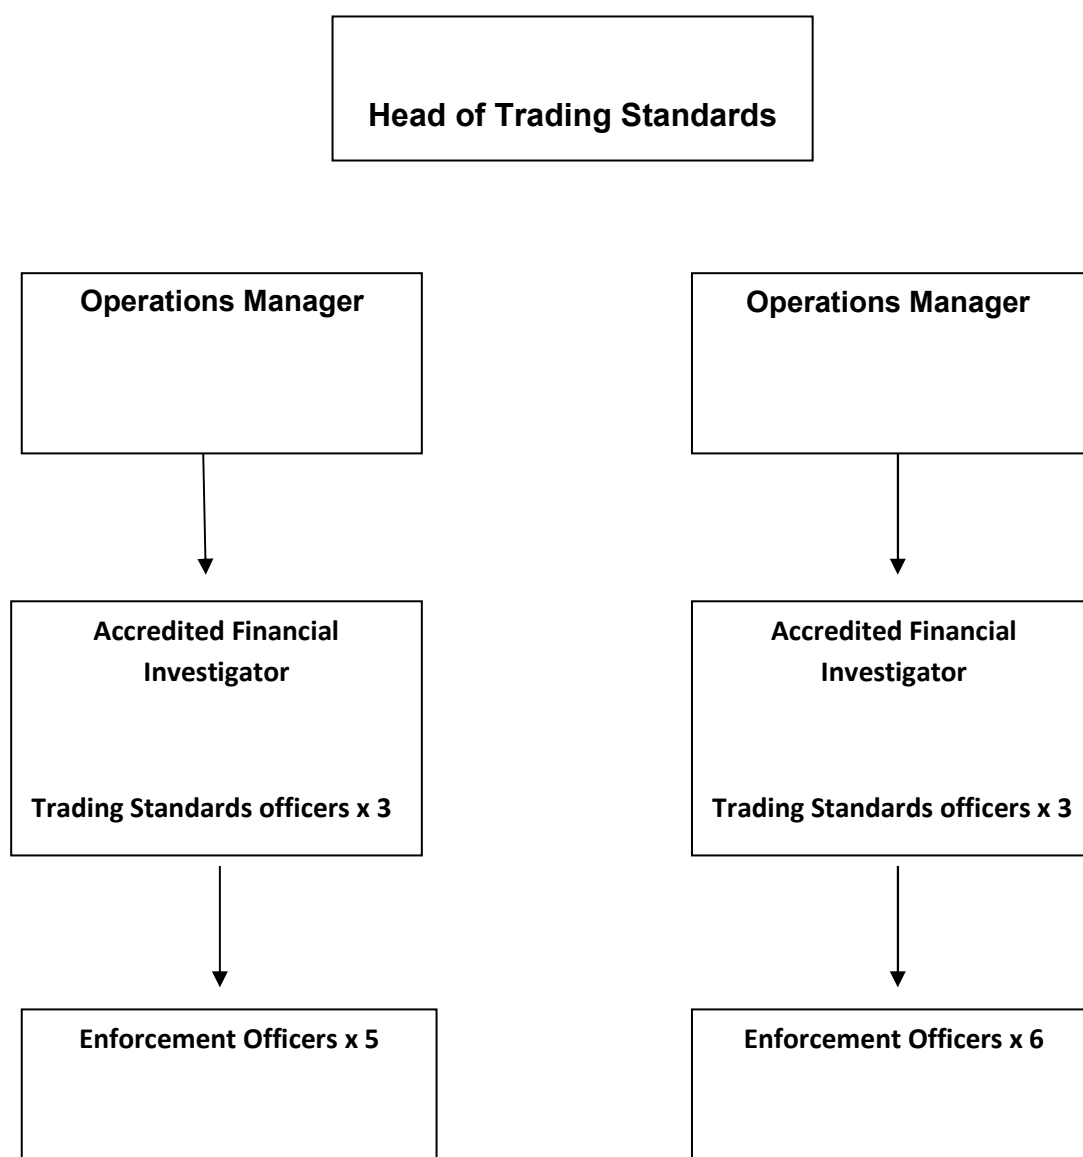 Head of Trading Standards
Operations Manager
Operations Manager
Accredited Financial
Investigator
Trading Standards officers x 3
Accredited Financial
Investigator
Trading Standards officers x 3
Enforcement Officers x 5
Enforcement Officers x 6